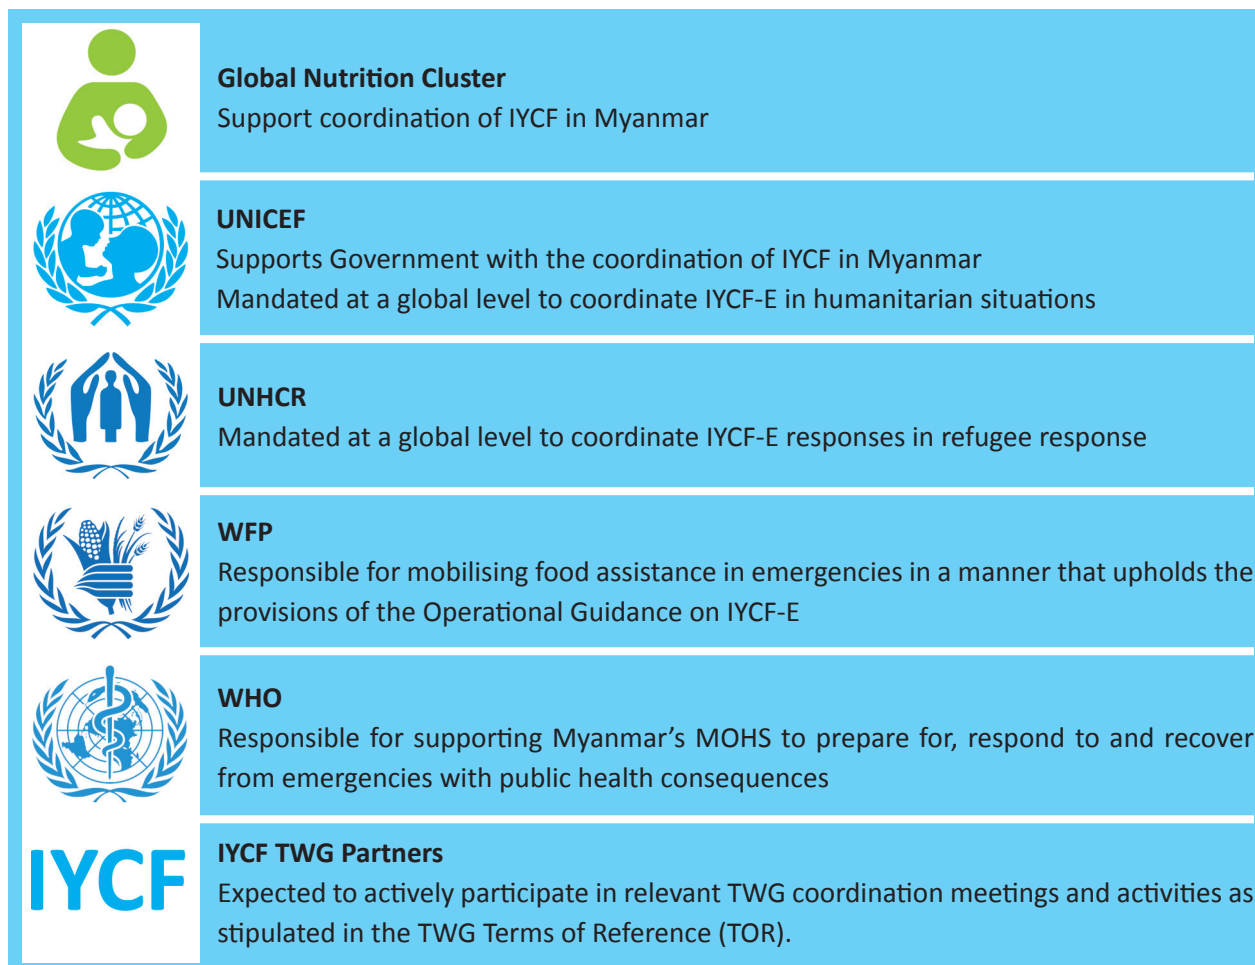 Global Nutrition Cluster
Support coordination of IYCF in Myanmar
UNICEF
Supports Government with the coordination of IYCF in Myanmar
Mandated at a global level to coordinate IYCF-E in humanitarian situations
UNHCR
Mandated at a global level to coordinate IYCF-E responses in refugee response
WFP
Responsible for mobilising food assistance in emergencies in a manner that upholds the
provisions of the Operational Guidance on IYCF-E
WHO
Responsible for supporting Myanmar’s MOHS to prepare for, respond to and recover
from emergencies with public health consequences
IYCF
IYCF TWG Partners
Expected to actively participate in relevant TWG coordination meetings and activities as
stipulated in the TWG Terms of Reference (TOR).